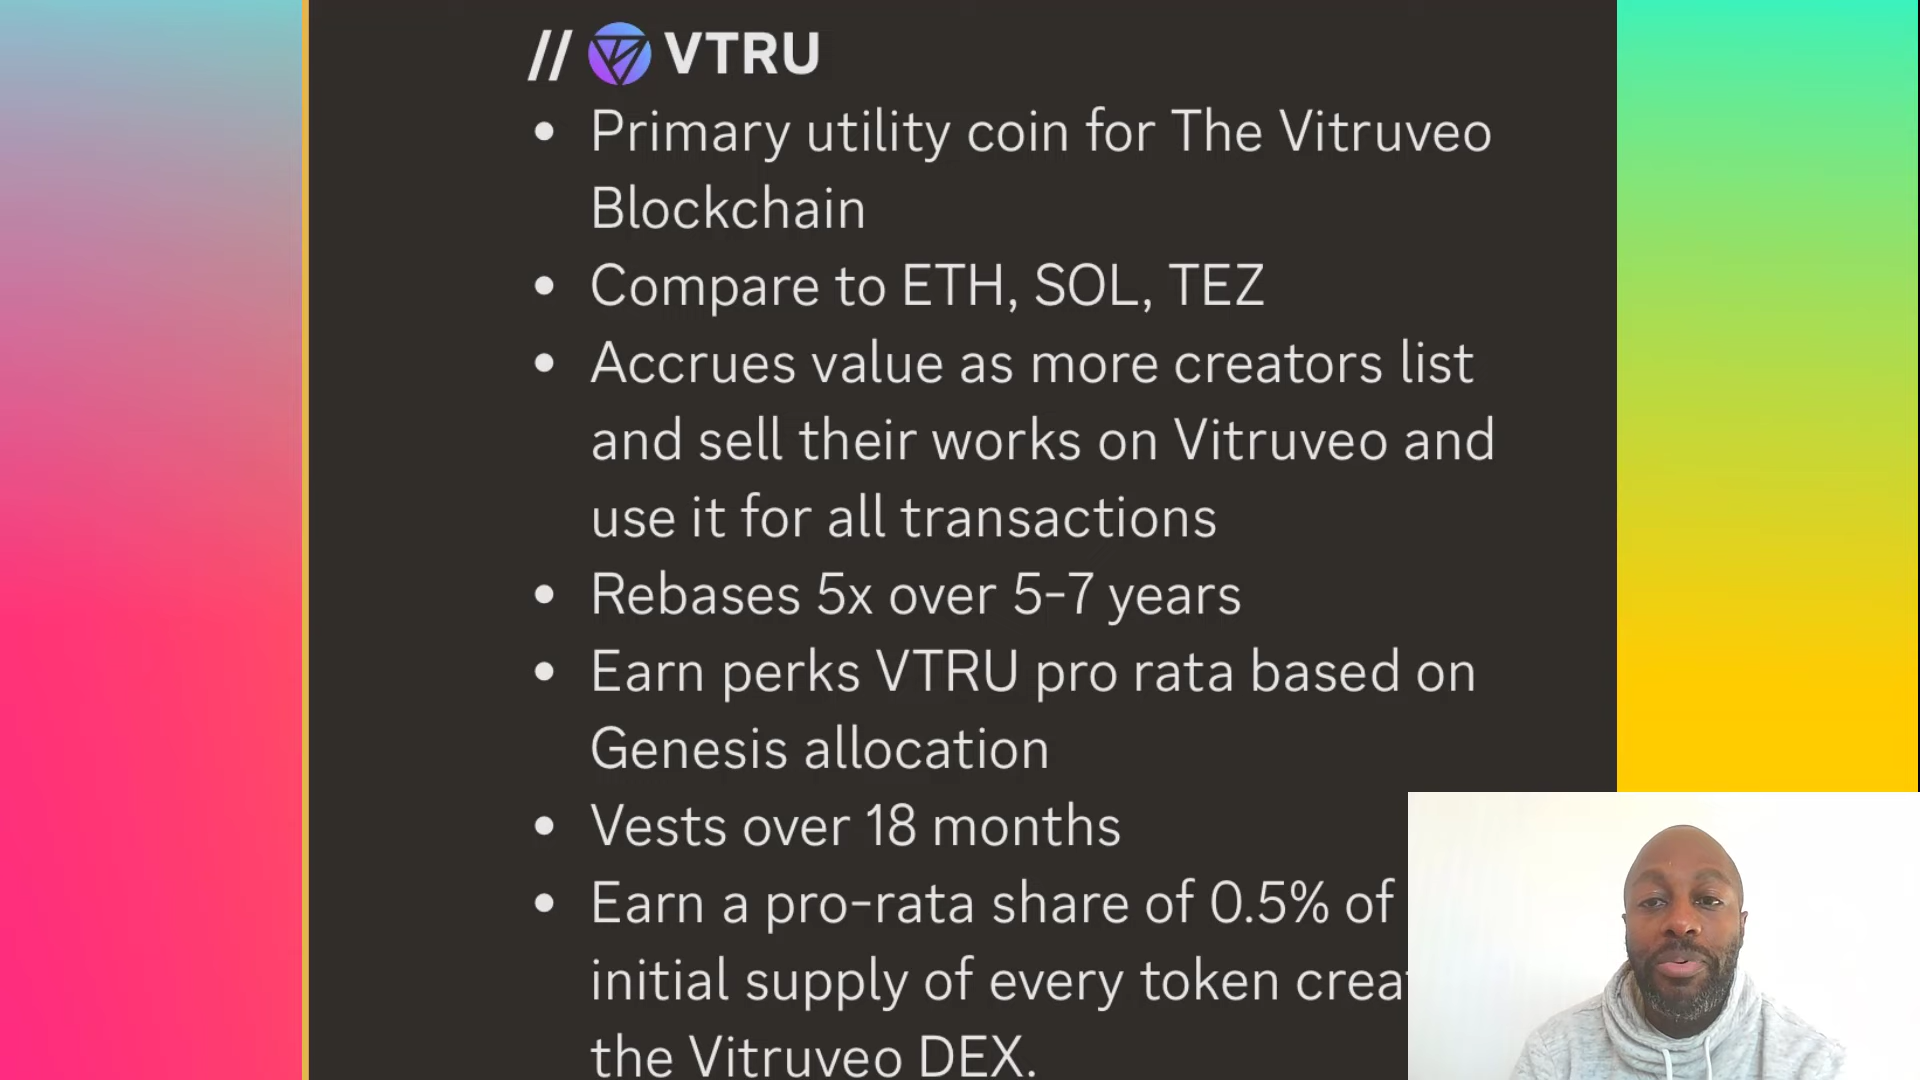 // VTRU
• Primary utility coin for The Vitruveo
Blockchain
• Compare to ETH, SOL, TEZ
• Accrues value as more creators list
and sell their works on Vitruveo and
use it for all transactions
• Rebases 5x over 5-7 years
• Earn perks VTRU pro rata based on
Genesis allocation
• Vests over 18 months
• Earn a pro-rata share of 0.5% of
initial supply of every token
the Vitruveo DEX.